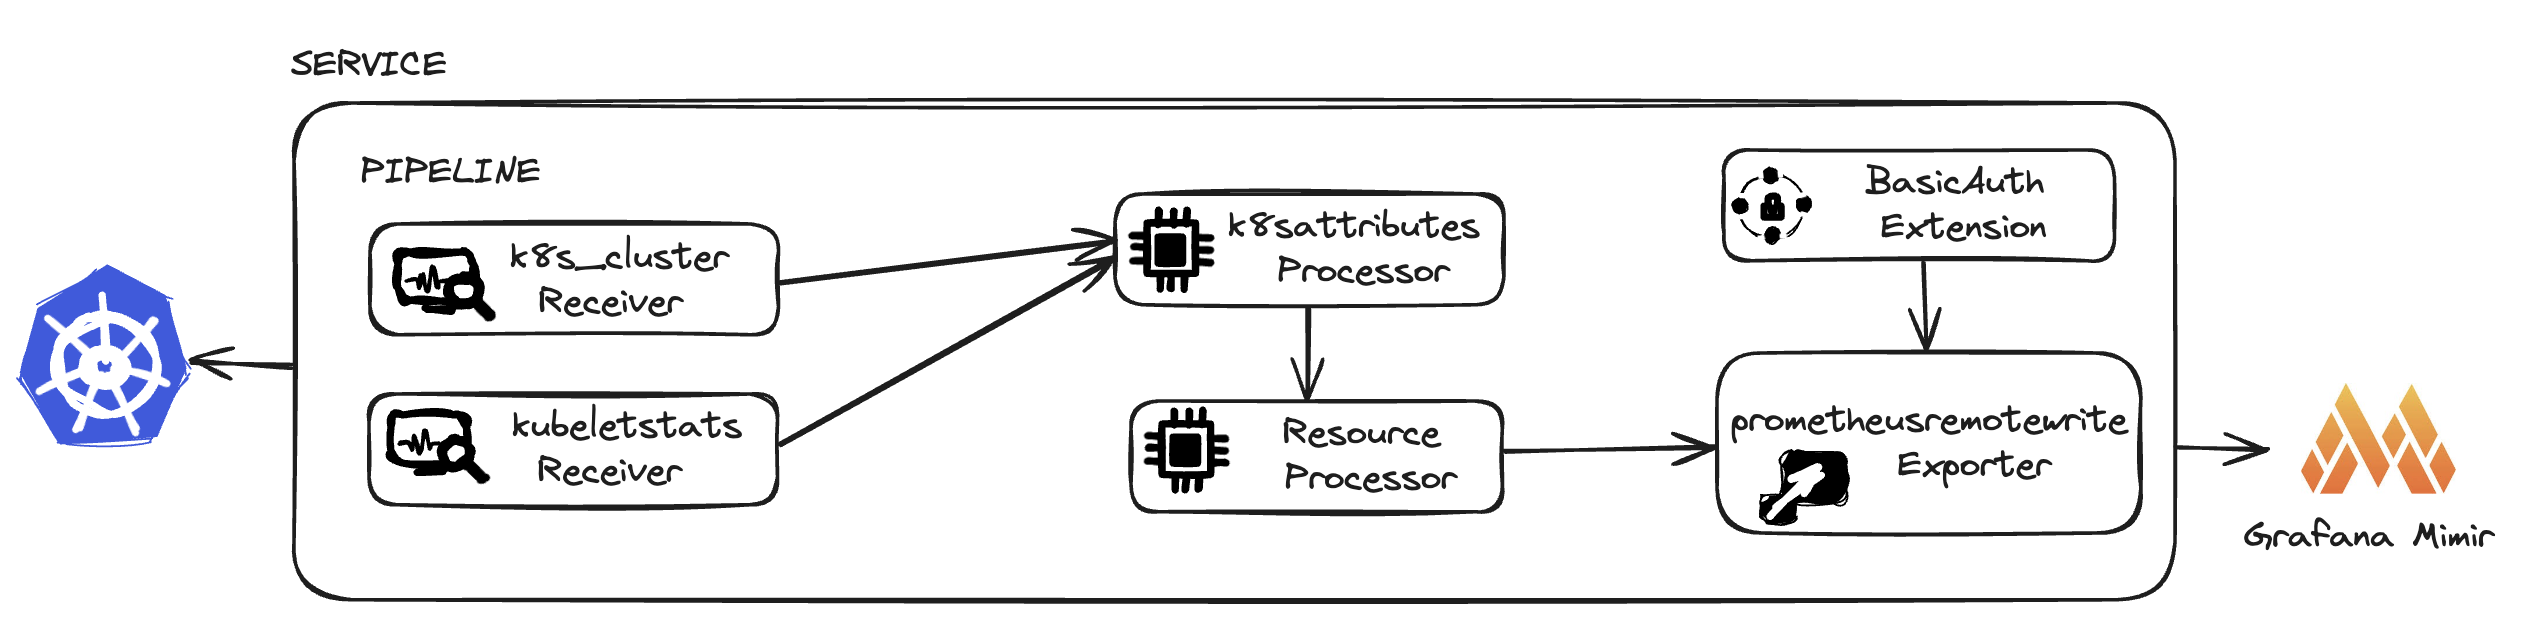 SERVICE
PIPELINE
k8s_cluster
Receiver
kubeletstats
Receiver
k8sattributes
Processor
Resource
Processor
BasicAuth
Extension
prometheusremotewrite
Exporter
Grafana Mimir